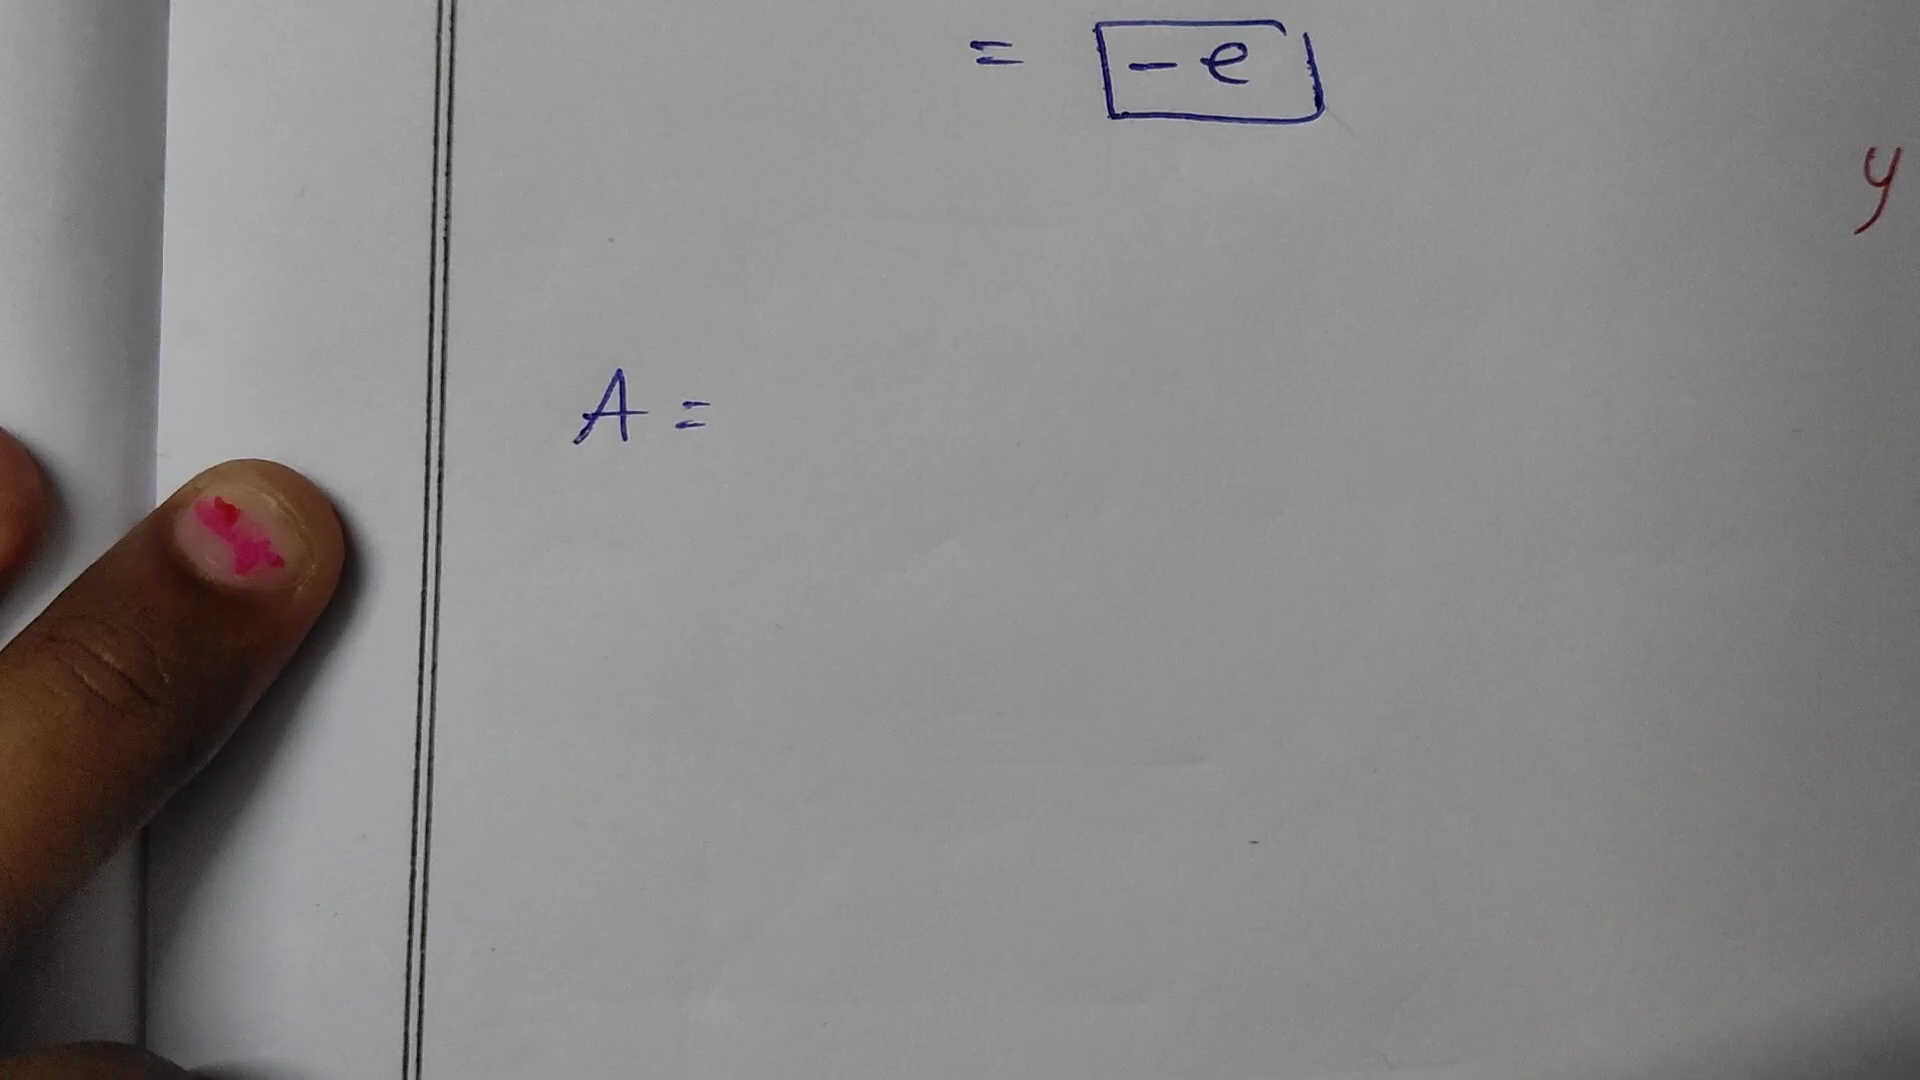 = -e
y
A =